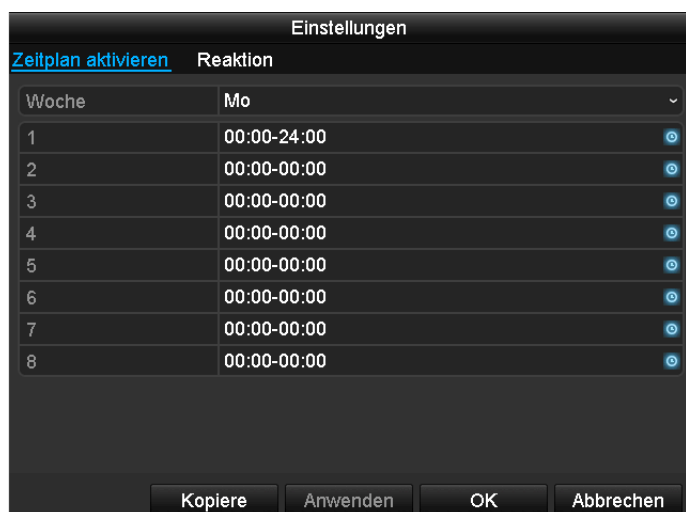 Einstellungen
Zeitplan aktivieren Reaktion
Woche Mo
1 00:00-24:00
2 00:00-00:00
3 00:00-00:00
4 00:00-00:00
5 00:00-00:00
6 00:00-00:00
7 00:00-00:00
8 00:00-00:00
Kopiere Anwenden OK Abbrechen